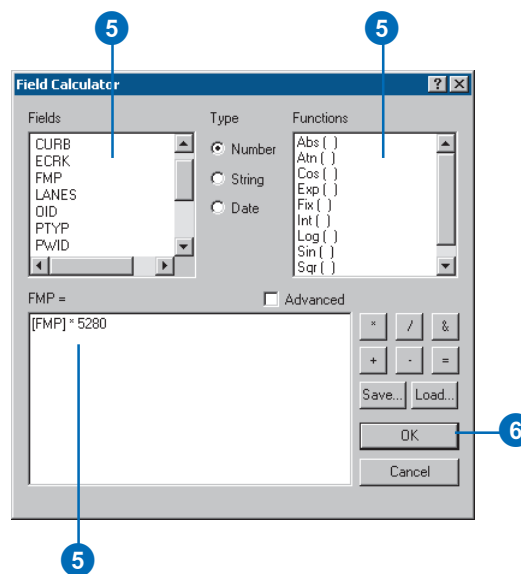 5
5
Field Calculator
? X
Fields
Type
Functions
CURB
ECRK
FMP
LANES
OID
PTYP
PWID
Number
String
Date
Abs ( )
Atn ( )
Cos ( )
Exp ( )
Fix ( )
Int ( )
Log ( )
Sin ( )
Sqr ( )
FMP =
Advanced
[FMP] * 5280
* / &
+ - =
Save... Load...
OK
6
Cancel
5